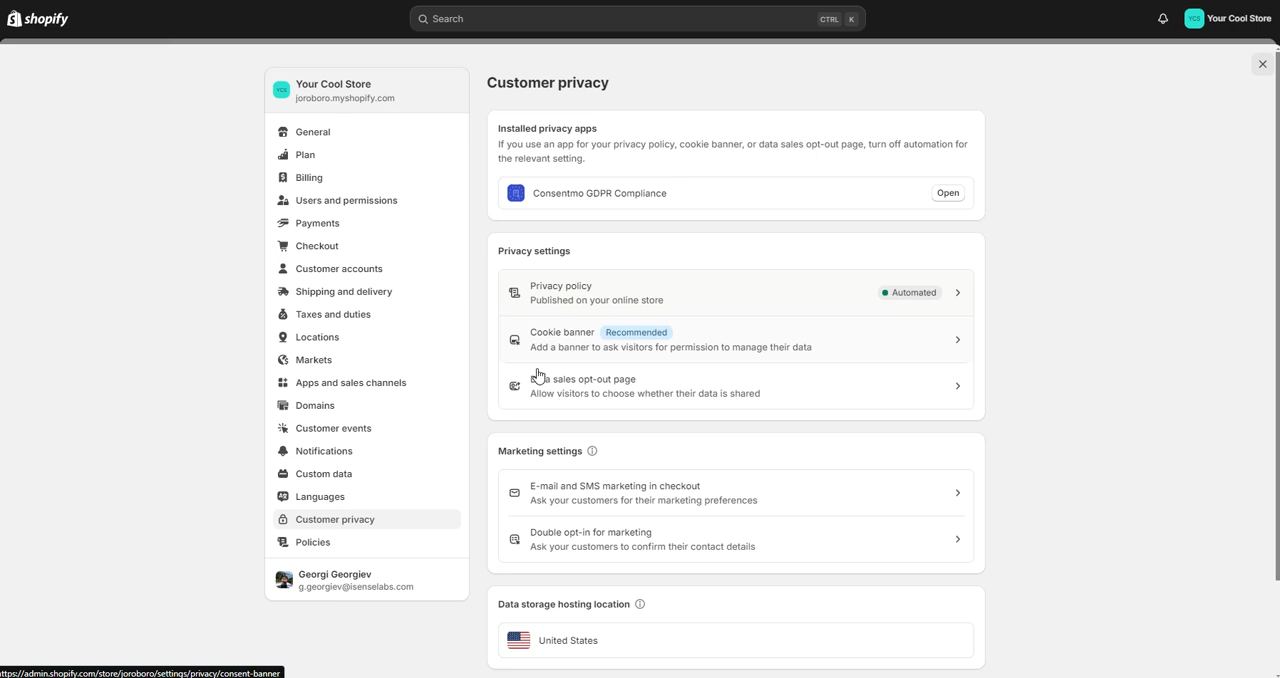 shopify
Search
CTRL K
YCS
Your Cool Store
YCS
Your Cool Store
joroboro.myshopify.com
General
Plan
Billing
Users and permissions
Payments
Checkout
Customer accounts
Shipping and delivery
Taxes and duties
Locations
Markets
Apps and sales channels
Domains
Customer events
Notifications
Custom data
Languages
Customer privacy
Policies
Georgi Georgiev
g.georgiev@isenselabs.com
Customer privacy
Installed privacy apps
If you use an app for your privacy policy, cookie banner, or data sales opt-out page, turn off automation for
the relevant setting.
Consentmo GDPR Compliance
Open
Privacy settings
Privacy policy
Published on your online store
Automated
Cookie banner Recommended
Add a banner to ask visitors for permission to manage their data
sales opt-out page
Allow visitors to choose whether their data is shared
Marketing settings
E-mail and SMS marketing in checkout
Ask your customers for their marketing preferences
Double opt-in for marketing
Ask your customers to confirm their contact details
Data storage hosting location
United States
https://admin.shopify.com/store/joroboro/settings/privacy/consent-banner